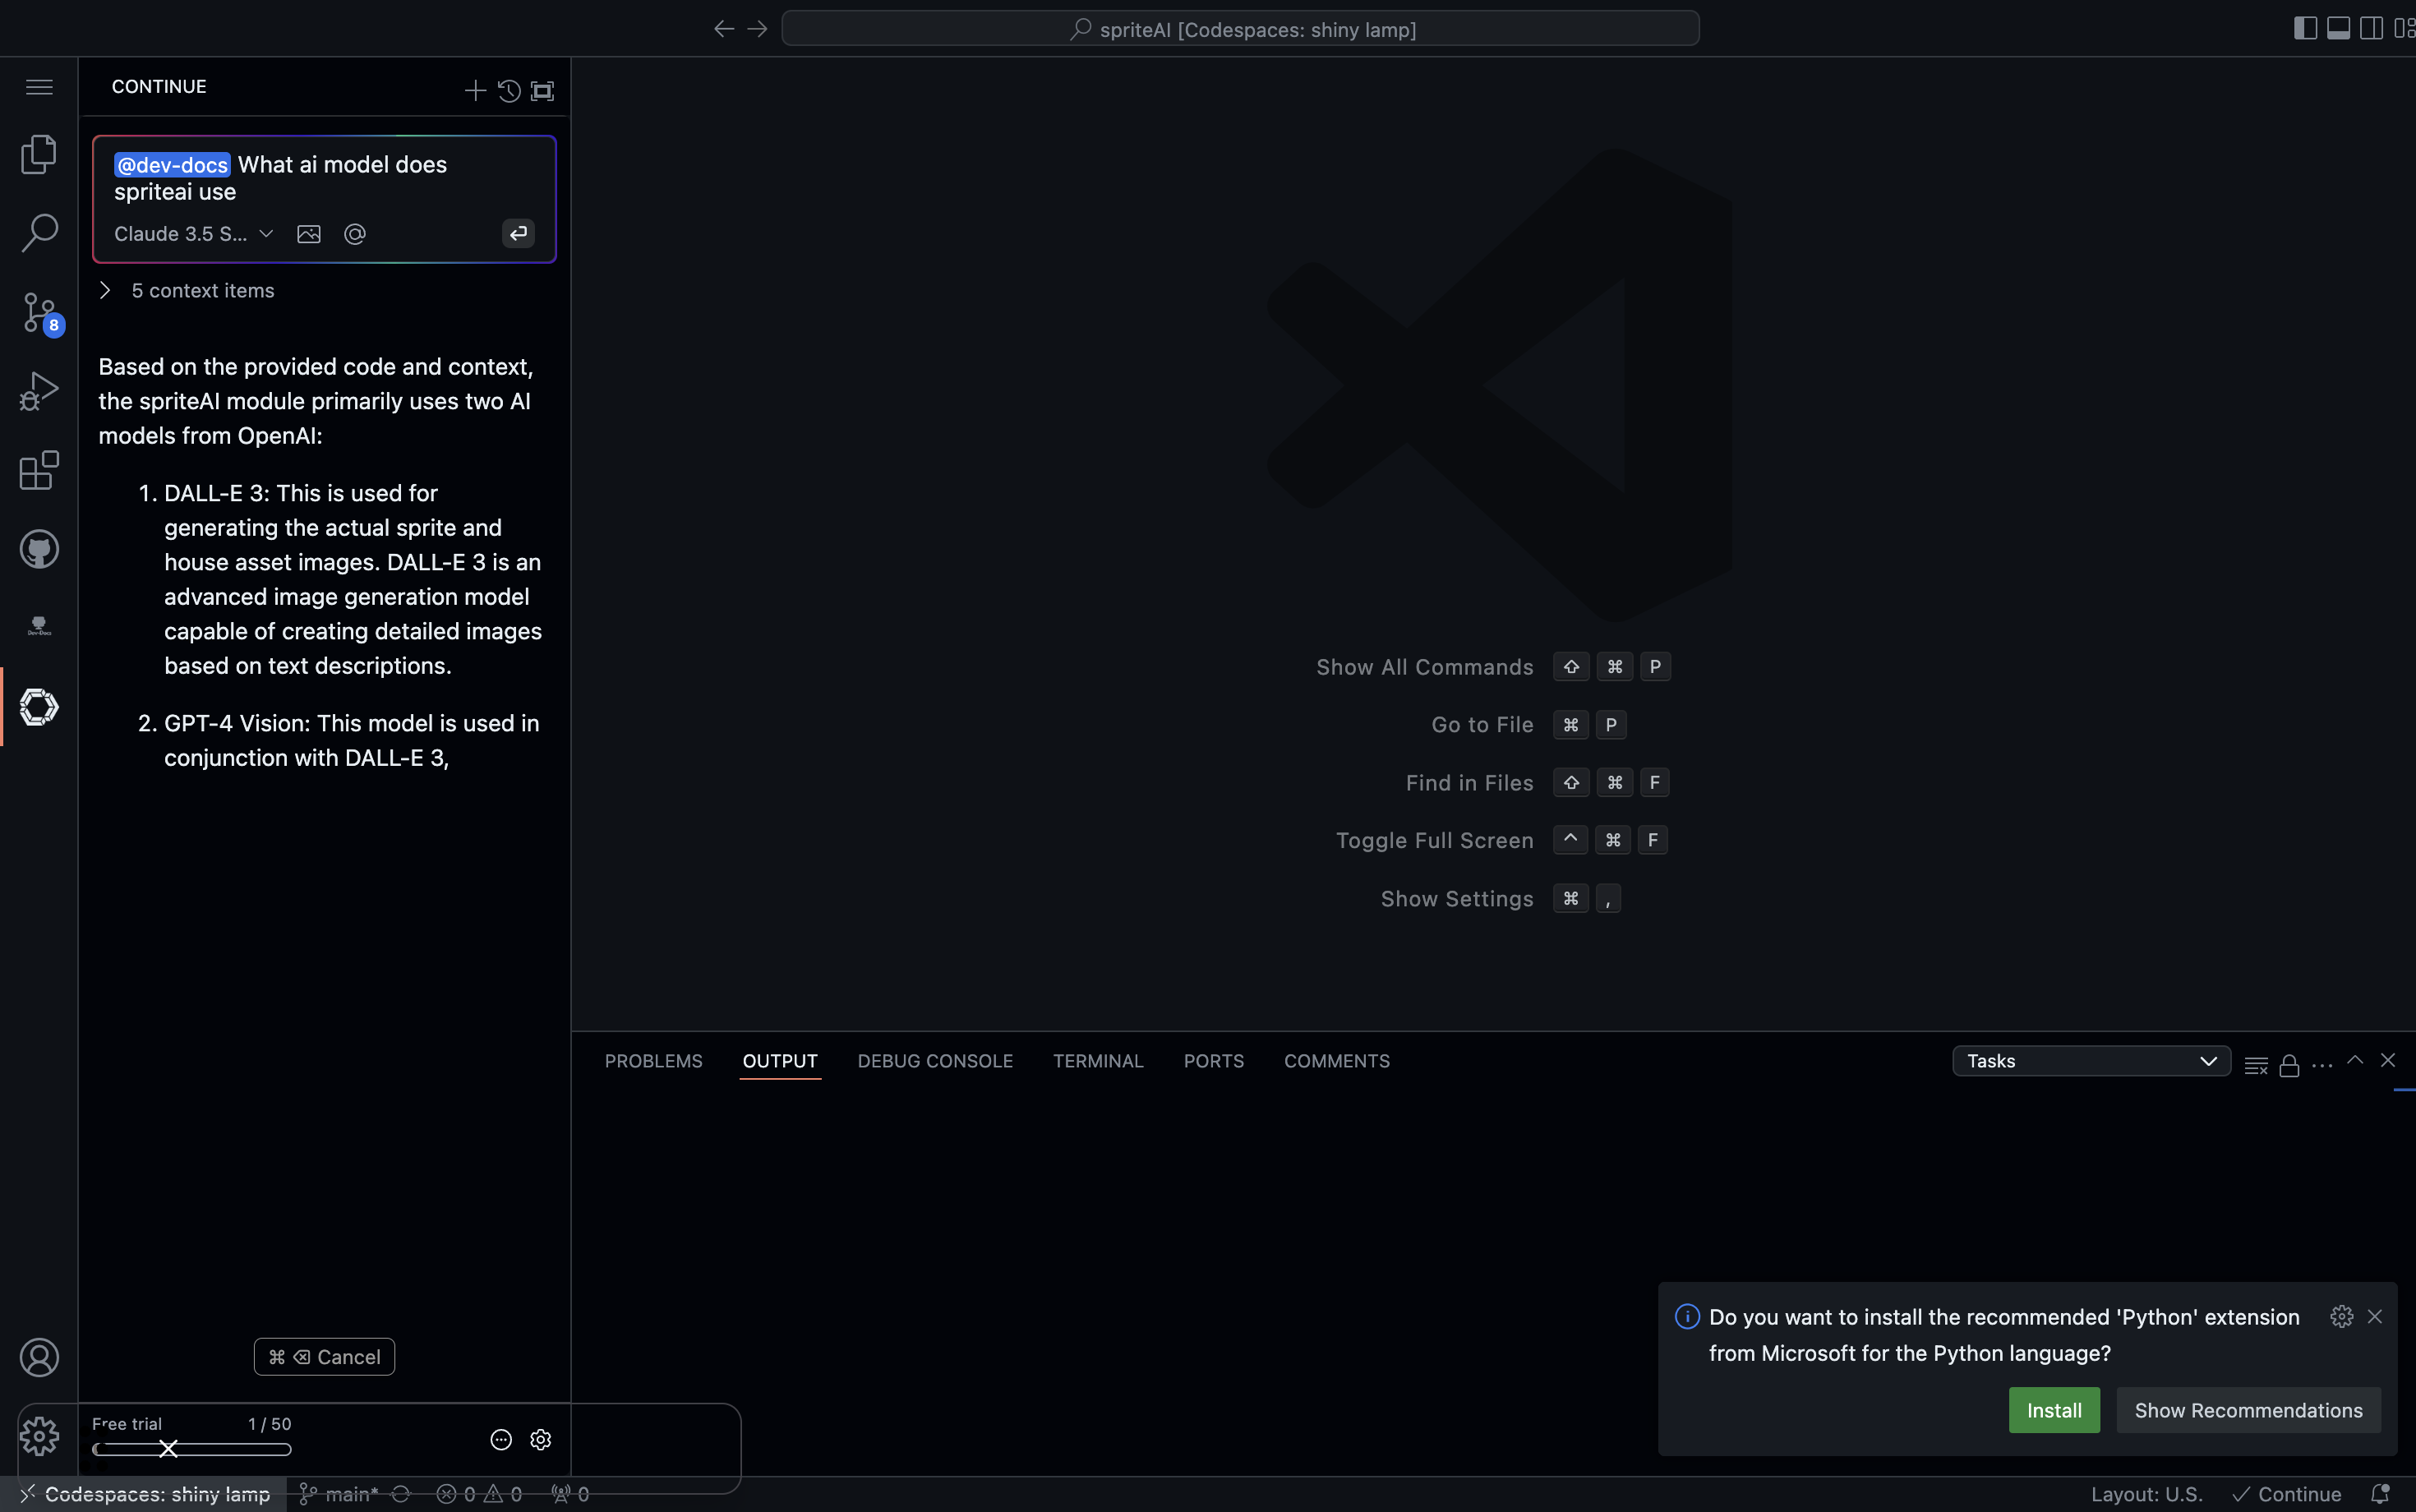 spriteAI [Codespaces: shiny lamp]
CONTINUE
@dev-docs What ai model does
spriteai use
Claude 3.5 S...
5 context items
8
Based on the provided code and context,
the spriteAI module primarily uses two AI
models from OpenAI:
1. DALL-E 3: This is used for
generating the actual sprite and
house asset images. DALL-E 3 is an
advanced image generation model
capable of creating detailed images
based on text descriptions.
2. GPT-4 Vision: This model is used in
conjunction with DALL-E 3,
Dev-Docs
Show All Commands ⇧ ⌘ P
Go to File ⌘ P
Find in Files ⇧ ⌘ F
Toggle Full Screen ^ ⌘ F
Show Settings ⌘ ,
PROBLEMS OUTPUT DEBUG CONSOLE TERMINAL PORTS COMMENTS
Tasks
⌘ ⌫ Cancel
Free trial 1 / 50
Do you want to install the recommended 'Python' extension
from Microsoft for the Python language?
Install Show Recommendations
Codespaces: shiny lamp main* 0 0 0
Layout: U.S. Continue